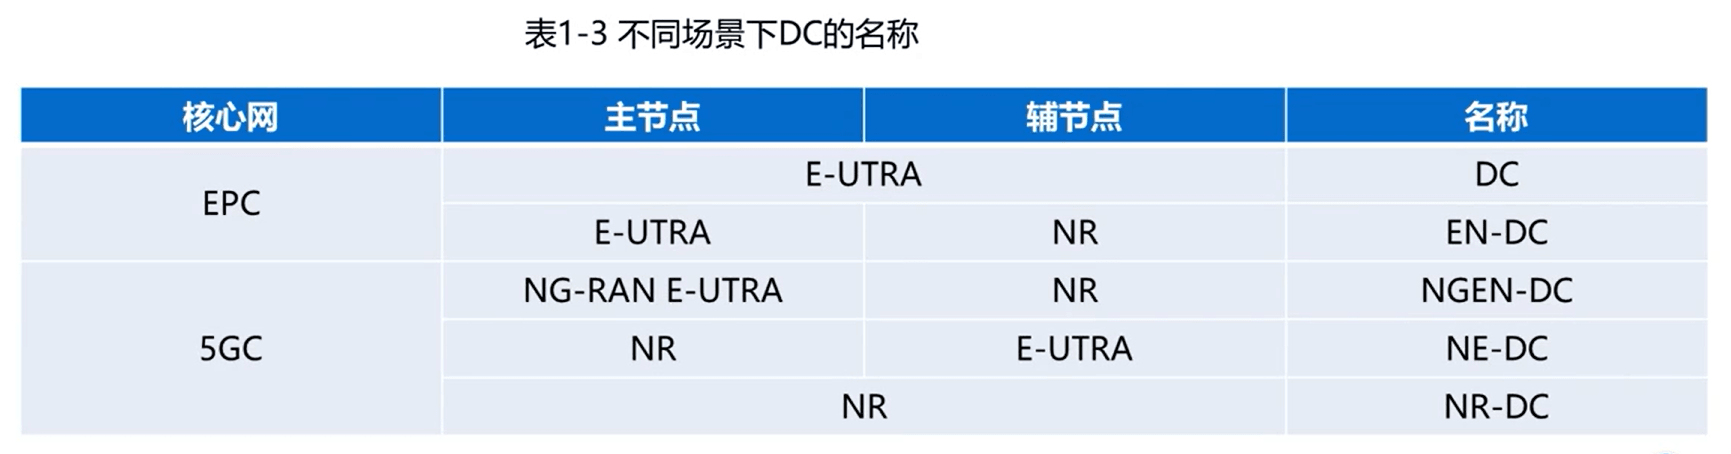 表1-3 不同场景下DC的名称
核心网 主节点 辅节点 名称
EPC
E-UTRA DC
E-UTRA NR EN-DC
5GC
NG-RAN E-UTRA NR NGEN-DC
NR E-UTRA NE-DC
NR NR-DC